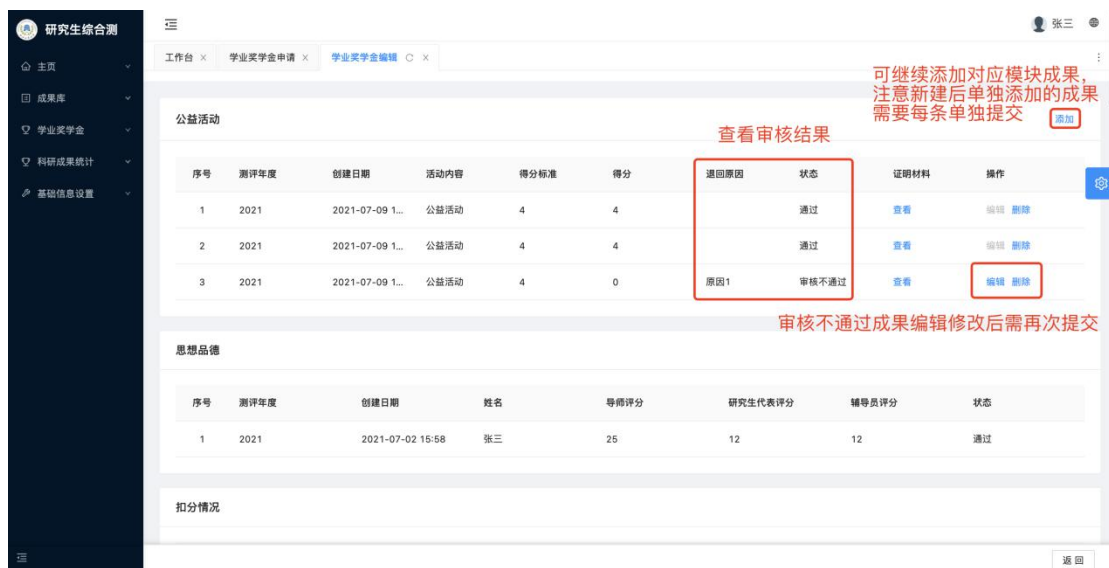 研究生综合测
张三
主页
成果库
学业奖学金
科研成果统计
基础信息设置
工作台 × 学业奖学金申请 × 学业奖学金编辑 ×
可继续添加对应模块成果，
注意新建后单独添加的成果
需要每条单独提交
公益活动
添加
查看审核结果
序号 测评年度 创建日期 活动内容 得分标准 得分 退回原因 状态 证明材料 操作
1 2021 2021-07-09 1... 公益活动 4 4 通过 查看 编辑 删除
2 2021 2021-07-09 1... 公益活动 4 4 通过 查看 编辑 删除
3 2021 2021-07-09 1... 公益活动 4 0 原因1 审核不通过 查看 编辑 删除
审核不通过成果编辑修改后需再次提交
思想品德
序号 测评年度 创建日期 姓名 导师评分 研究生代表评分 辅导员评分 状态
1 2021 2021-07-02 15:58 张三 25 12 12 通过
扣分情况
返 回